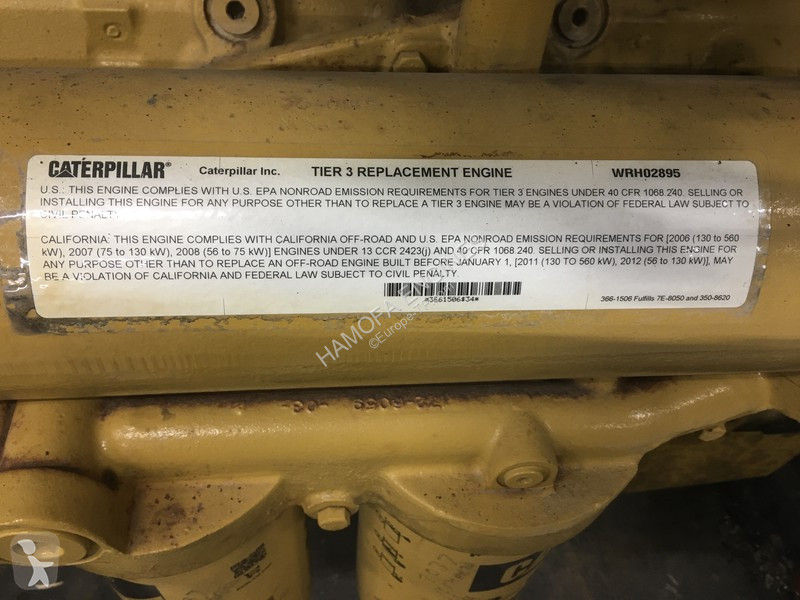 CATERPILLAR® Caterpillar Inc. TIER 3 REPLACEMENT ENGINE WRH02895
U.S.: THIS ENGINE COMPLIES WITH U.S. EPA NONROAD EMISSION REQUIREMENTS FOR TIER 3 ENGINES UNDER 40 CFR 1068.240. SELLING OR
INSTALLING THIS ENGINE FOR ANY PURPOSE OTHER THAN TO REPLACE A TIER 3 ENGINE MAY BE A VIOLATION OF FEDERAL LAW SUBJECT TO
CIVIL PENALTY.
CALIFORNIA: THIS ENGINE COMPLIES WITH CALIFORNIA OFF-ROAD AND U.S. EPA NONROAD EMISSION REQUIREMENTS FOR [2006 (130 to 560
kW), 2007 (75 to 130 kW), 2008 (56 to 75 kW)] ENGINES UNDER 13 CCR 2423(j) AND 40 CFR 1068.240. SELLING OR INSTALLING THIS ENGINE FOR
ANY PURPOSE OTHER THAN TO REPLACE AN OFF-ROAD ENGINE BUILT BEFORE JANUARY 1, [2011 (130 TO 560 kW), 2012 (56 to 130 kW)], MAY
BE A VIOLATION OF CALIFORNIA AND FEDERAL LAW SUBJECT TO CIVIL PENALTY.
*3661506#34*
366-1506 Fulfills 7E-8050 and 350-8620
HAMOFA
©Europe-